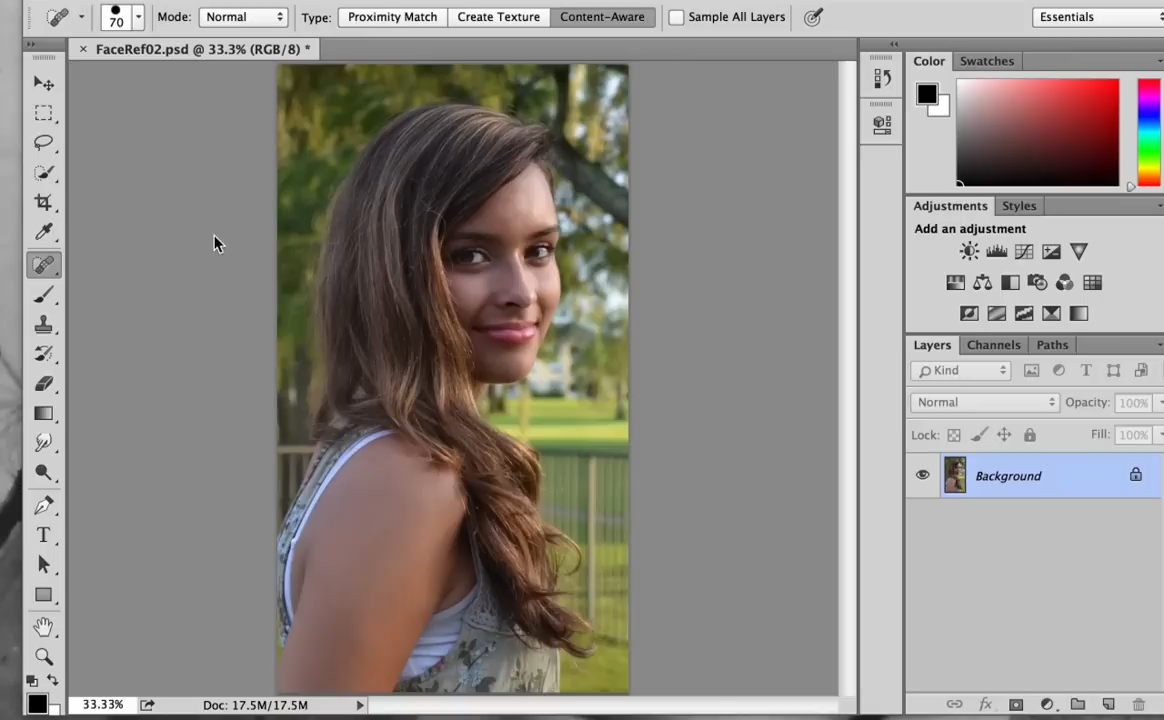 70 Mode: Normal Type: Proximity Match Create Texture Content-Aware Sample All Layers Essentials
× FaceRef02.psd @ 33.3% (RGB/8) *
Color Swatches
Adjustments Styles
Add an adjustment
Layers Channels Paths
Kind T
Normal Opacity: 100%
Lock: Fill: 100%
Background
T
33.33% Doc: 17.5M/17.5M
fx